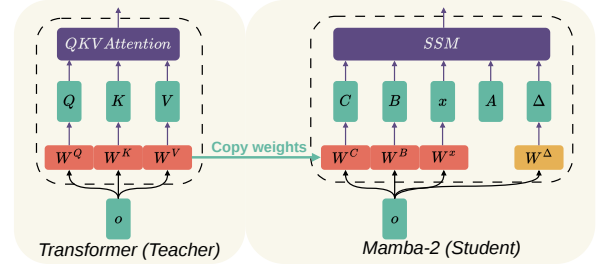 QKV Attention
SSM
Q K V
C B x A Δ
W^Q W^K W^V
Copy weights
W^C W^B W^x W^Δ
o
o
Transformer (Teacher)
Mamba-2 (Student)